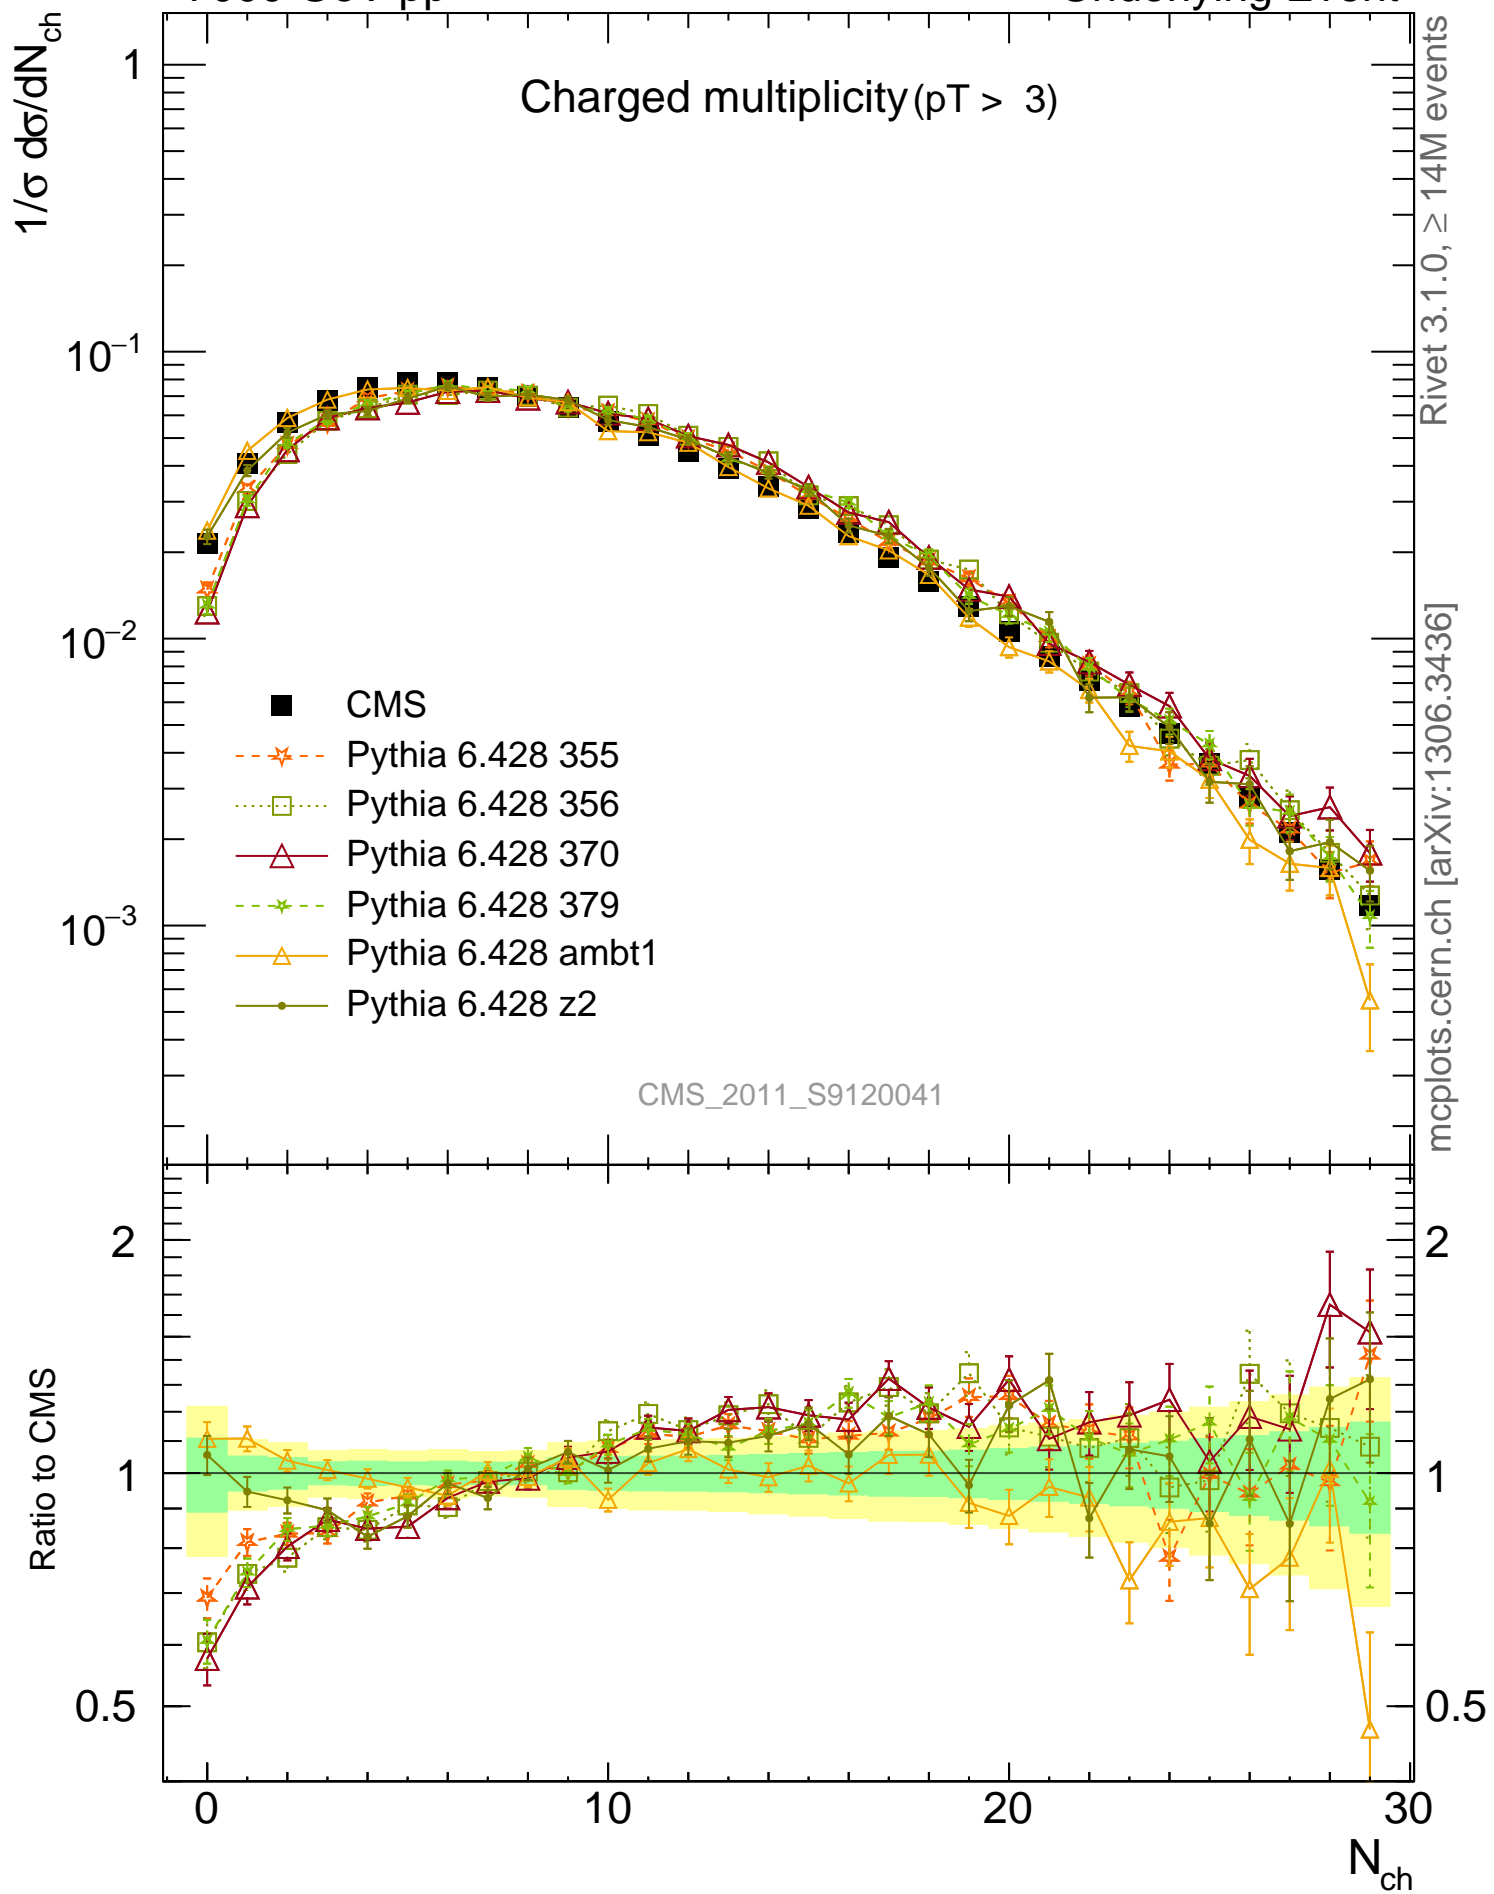 1/σ dσ/dN_ch
Charged multiplicity (pT > 3)
1
10⁻¹
10⁻²
10⁻³
CMS
Pythia 6.428 355
Pythia 6.428 356
Pythia 6.428 370
Pythia 6.428 379
Pythia 6.428 ambt1
Pythia 6.428 z2
CMS_2011_S9120041
Rivet 3.1.0, ≥ 14M events
mcplots.cern.ch [arXiv:1306.3436]
Ratio to CMS
2
1
0.5
2
1
0.5
0
10
20
30
N_ch